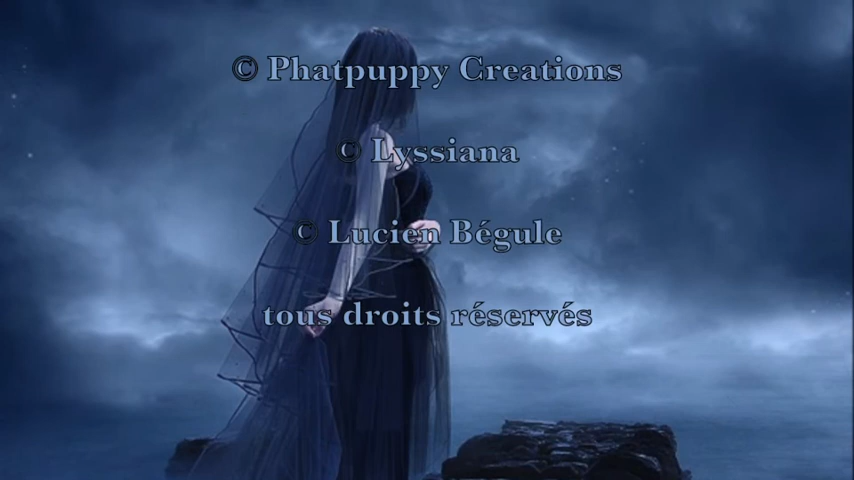 © Phatpuppy Creations
© Lyssiana
© Lucien Bégule
tous droits réservés